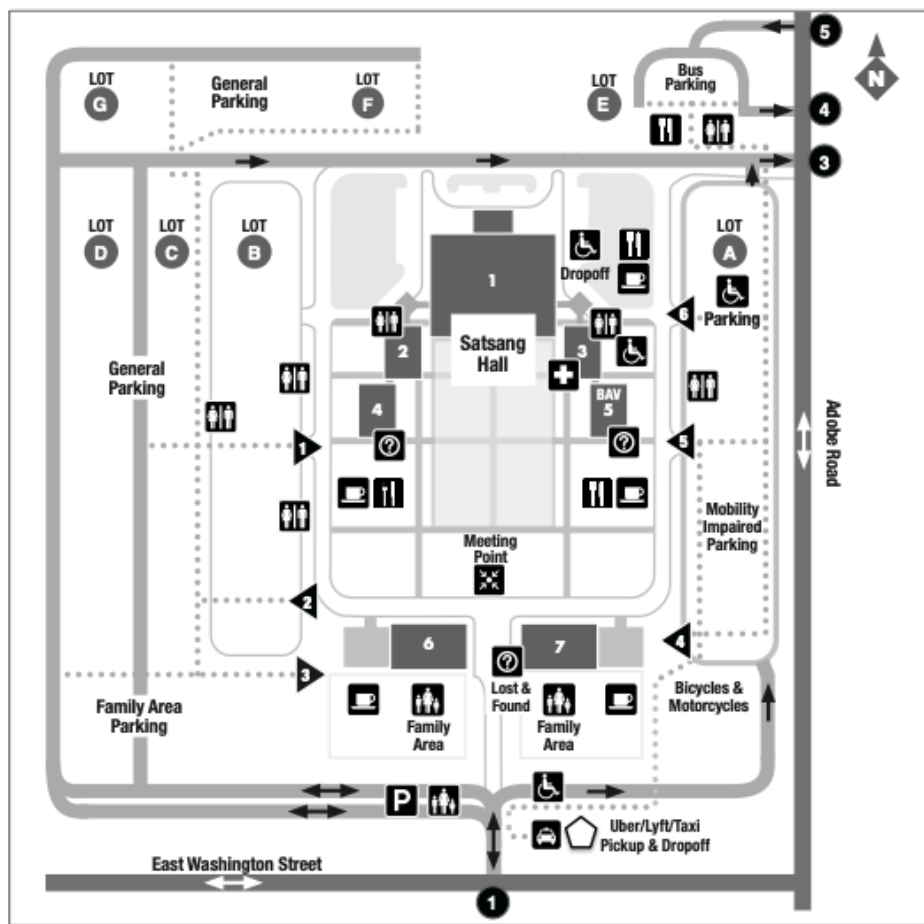 5
N
LOT
G
General
Parking
LOT
F
LOT
E
Bus
Parking
4
3
LOT
D
LOT
C
LOT
B
LOT
A
1
Dropoff
Parking
6
Satsang
Hall
2
3
General
Parking
4
BAV
5
?
?
1
5
Adobe Road
Mobility
Impaired
Parking
Meeting
Point
2
6
7
4
?
3
Lost &
Found
Family Area
Parking
Family
Area
Family
Area
Bicycles &
Motorcycles
P
Uber/Lyft/Taxi
Pickup & Dropoff
East Washington Street
1